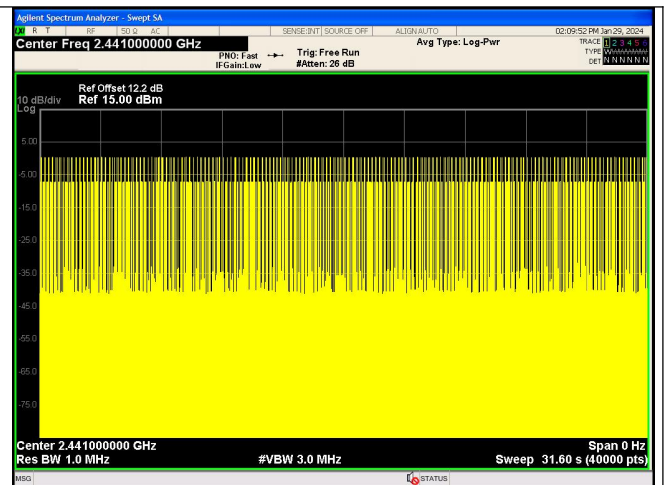 Agilent Spectrum Analyzer - Swept SA
R T RF 50 Ω AC SENSE:INT SOURCE OFF ALIGN AUTO 02:09:52 PM Jan 29, 2024
Center Freq 2.441000000 GHz Avg Type: Log-Pwr TRACE 1 2 3 4 5 6
PNO: Fast Trig: Free Run TYPE
IFGain:Low #Atten: 26 dB DET N N N N N N
Ref Offset 12.2 dB
10 dB/div Ref 15.00 dBm
Log
5.00
-5.00
-15.0
-25.0
-35.0
-45.0
-55.0
-65.0
-75.0
Center 2.441000000 GHz Span 0 Hz
Res BW 1.0 MHz #VBW 3.0 MHz Sweep 31.60 s (40000 pts)
MSG STATUS